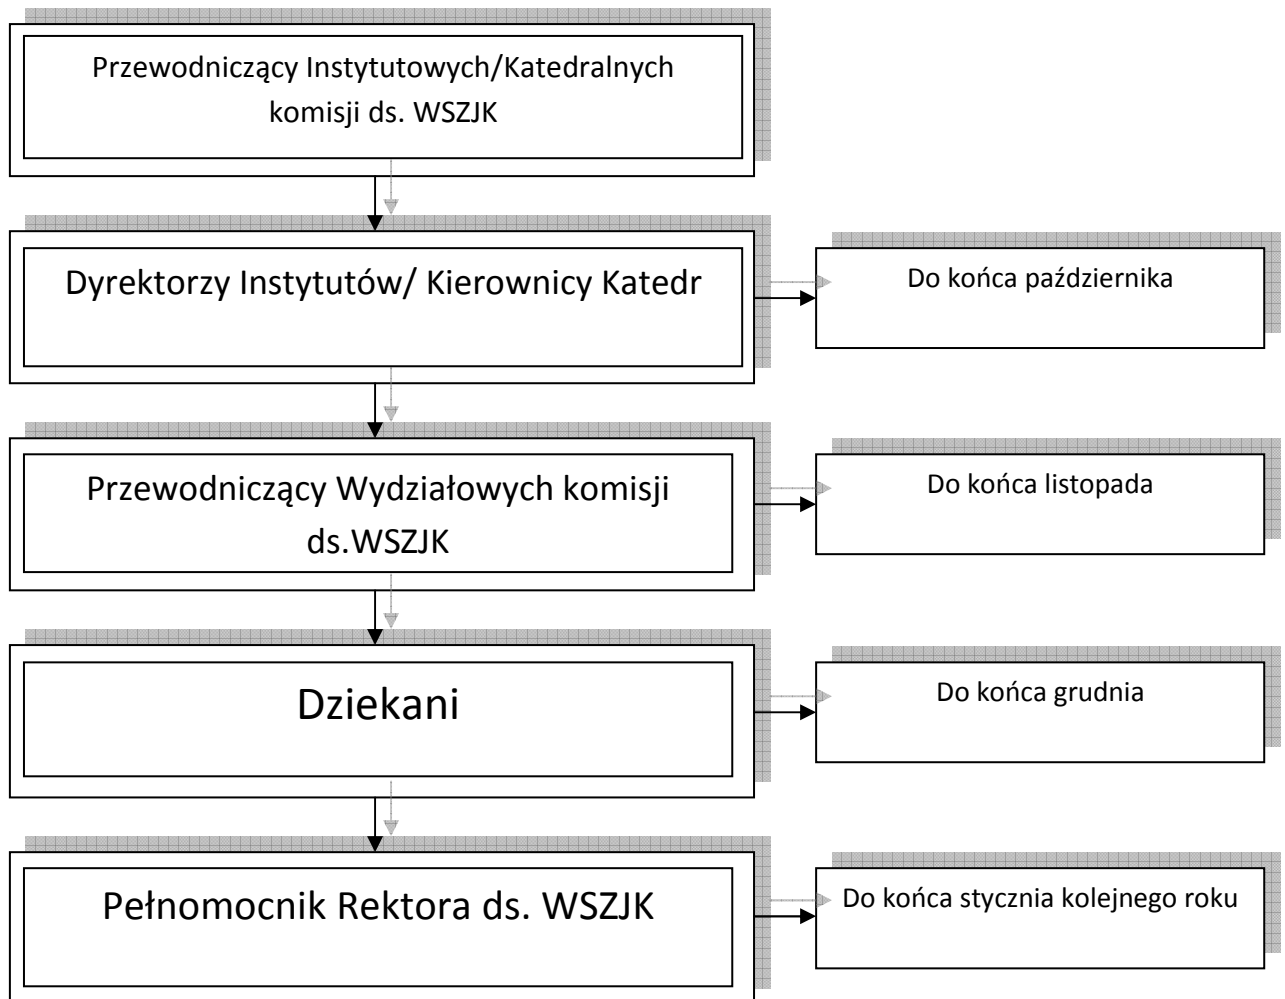 Przewodniczący Instytutowych/Katedralnych
komisji ds. WSZJK
Dyrektorzy Instytutów/ Kierownicy Katedr
Do końca października
Przewodniczący Wydziałowych komisji
ds.WSZJK
Do końca listopada
Dziekani
Do końca grudnia
Pełnomocnik Rektora ds. WSZJK
Do końca stycznia kolejnego roku